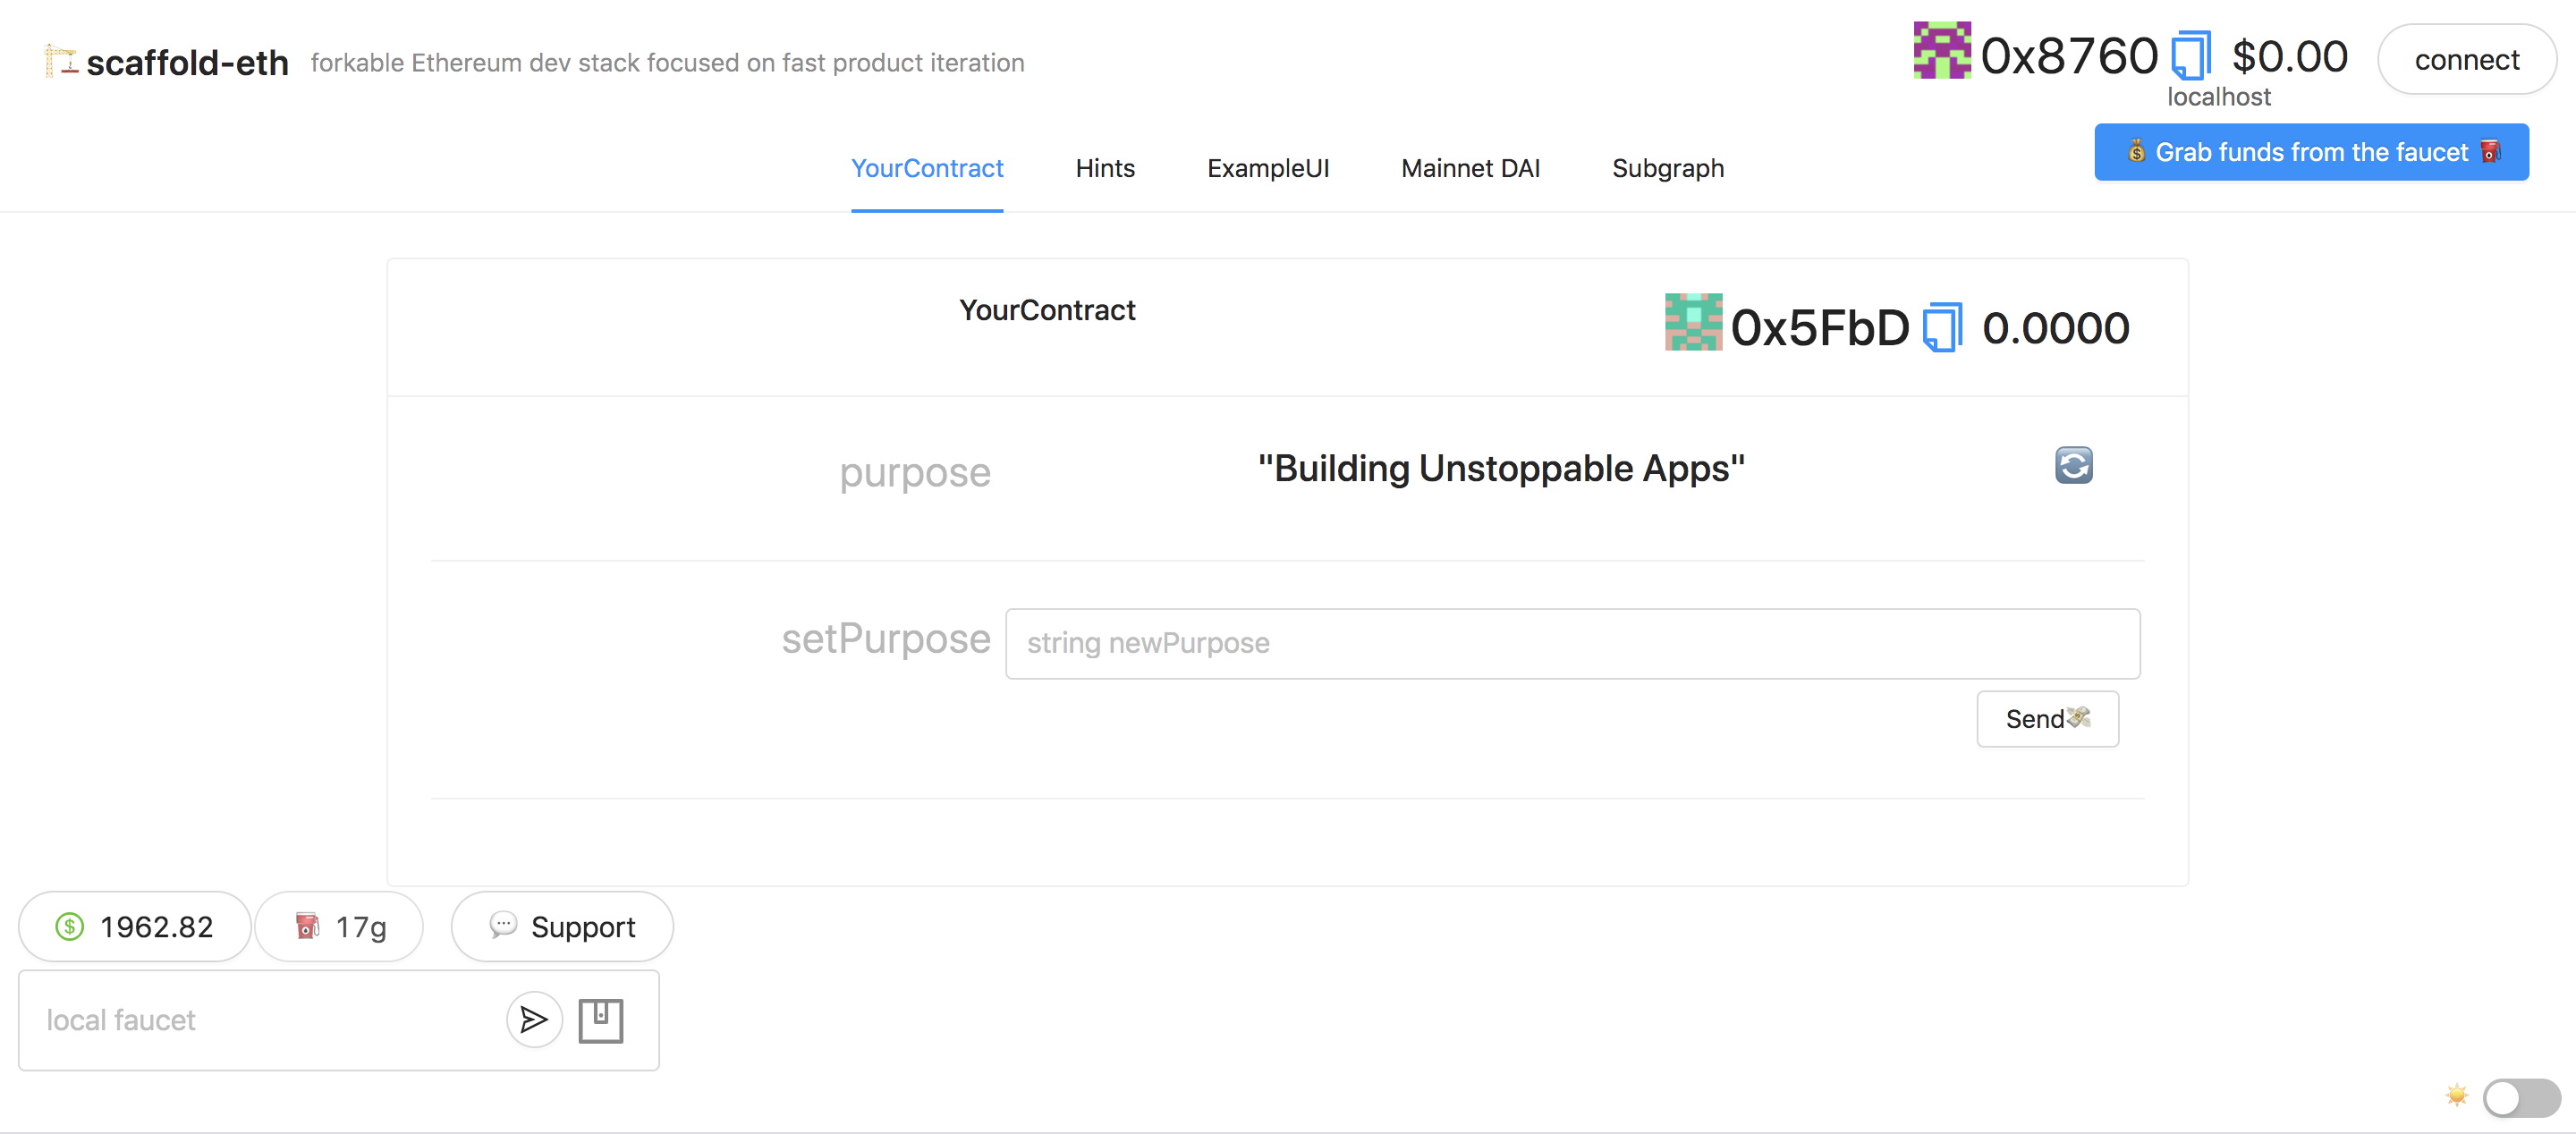 scaffold-eth forkable Ethereum dev stack focused on fast product iteration
0x8760 $0.00 connect
localhost
YourContract Hints ExampleUI Mainnet DAI Subgraph
Grab funds from the faucet
YourContract
0x5FbD 0.0000
purpose "Building Unstoppable Apps"
setPurpose string newPurpose
Send
1962.82 17g Support
local faucet